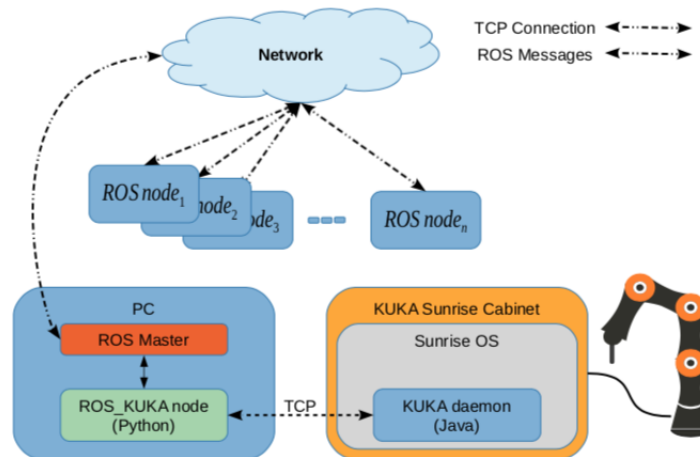 TCP Connection
ROS Messages
Network
ROS node1
node2
de3
ROS noden
PC
ROS Master
ROS_KUKA node
(Python)
TCP
KUKA Sunrise Cabinet
Sunrise OS
KUKA daemon
(Java)